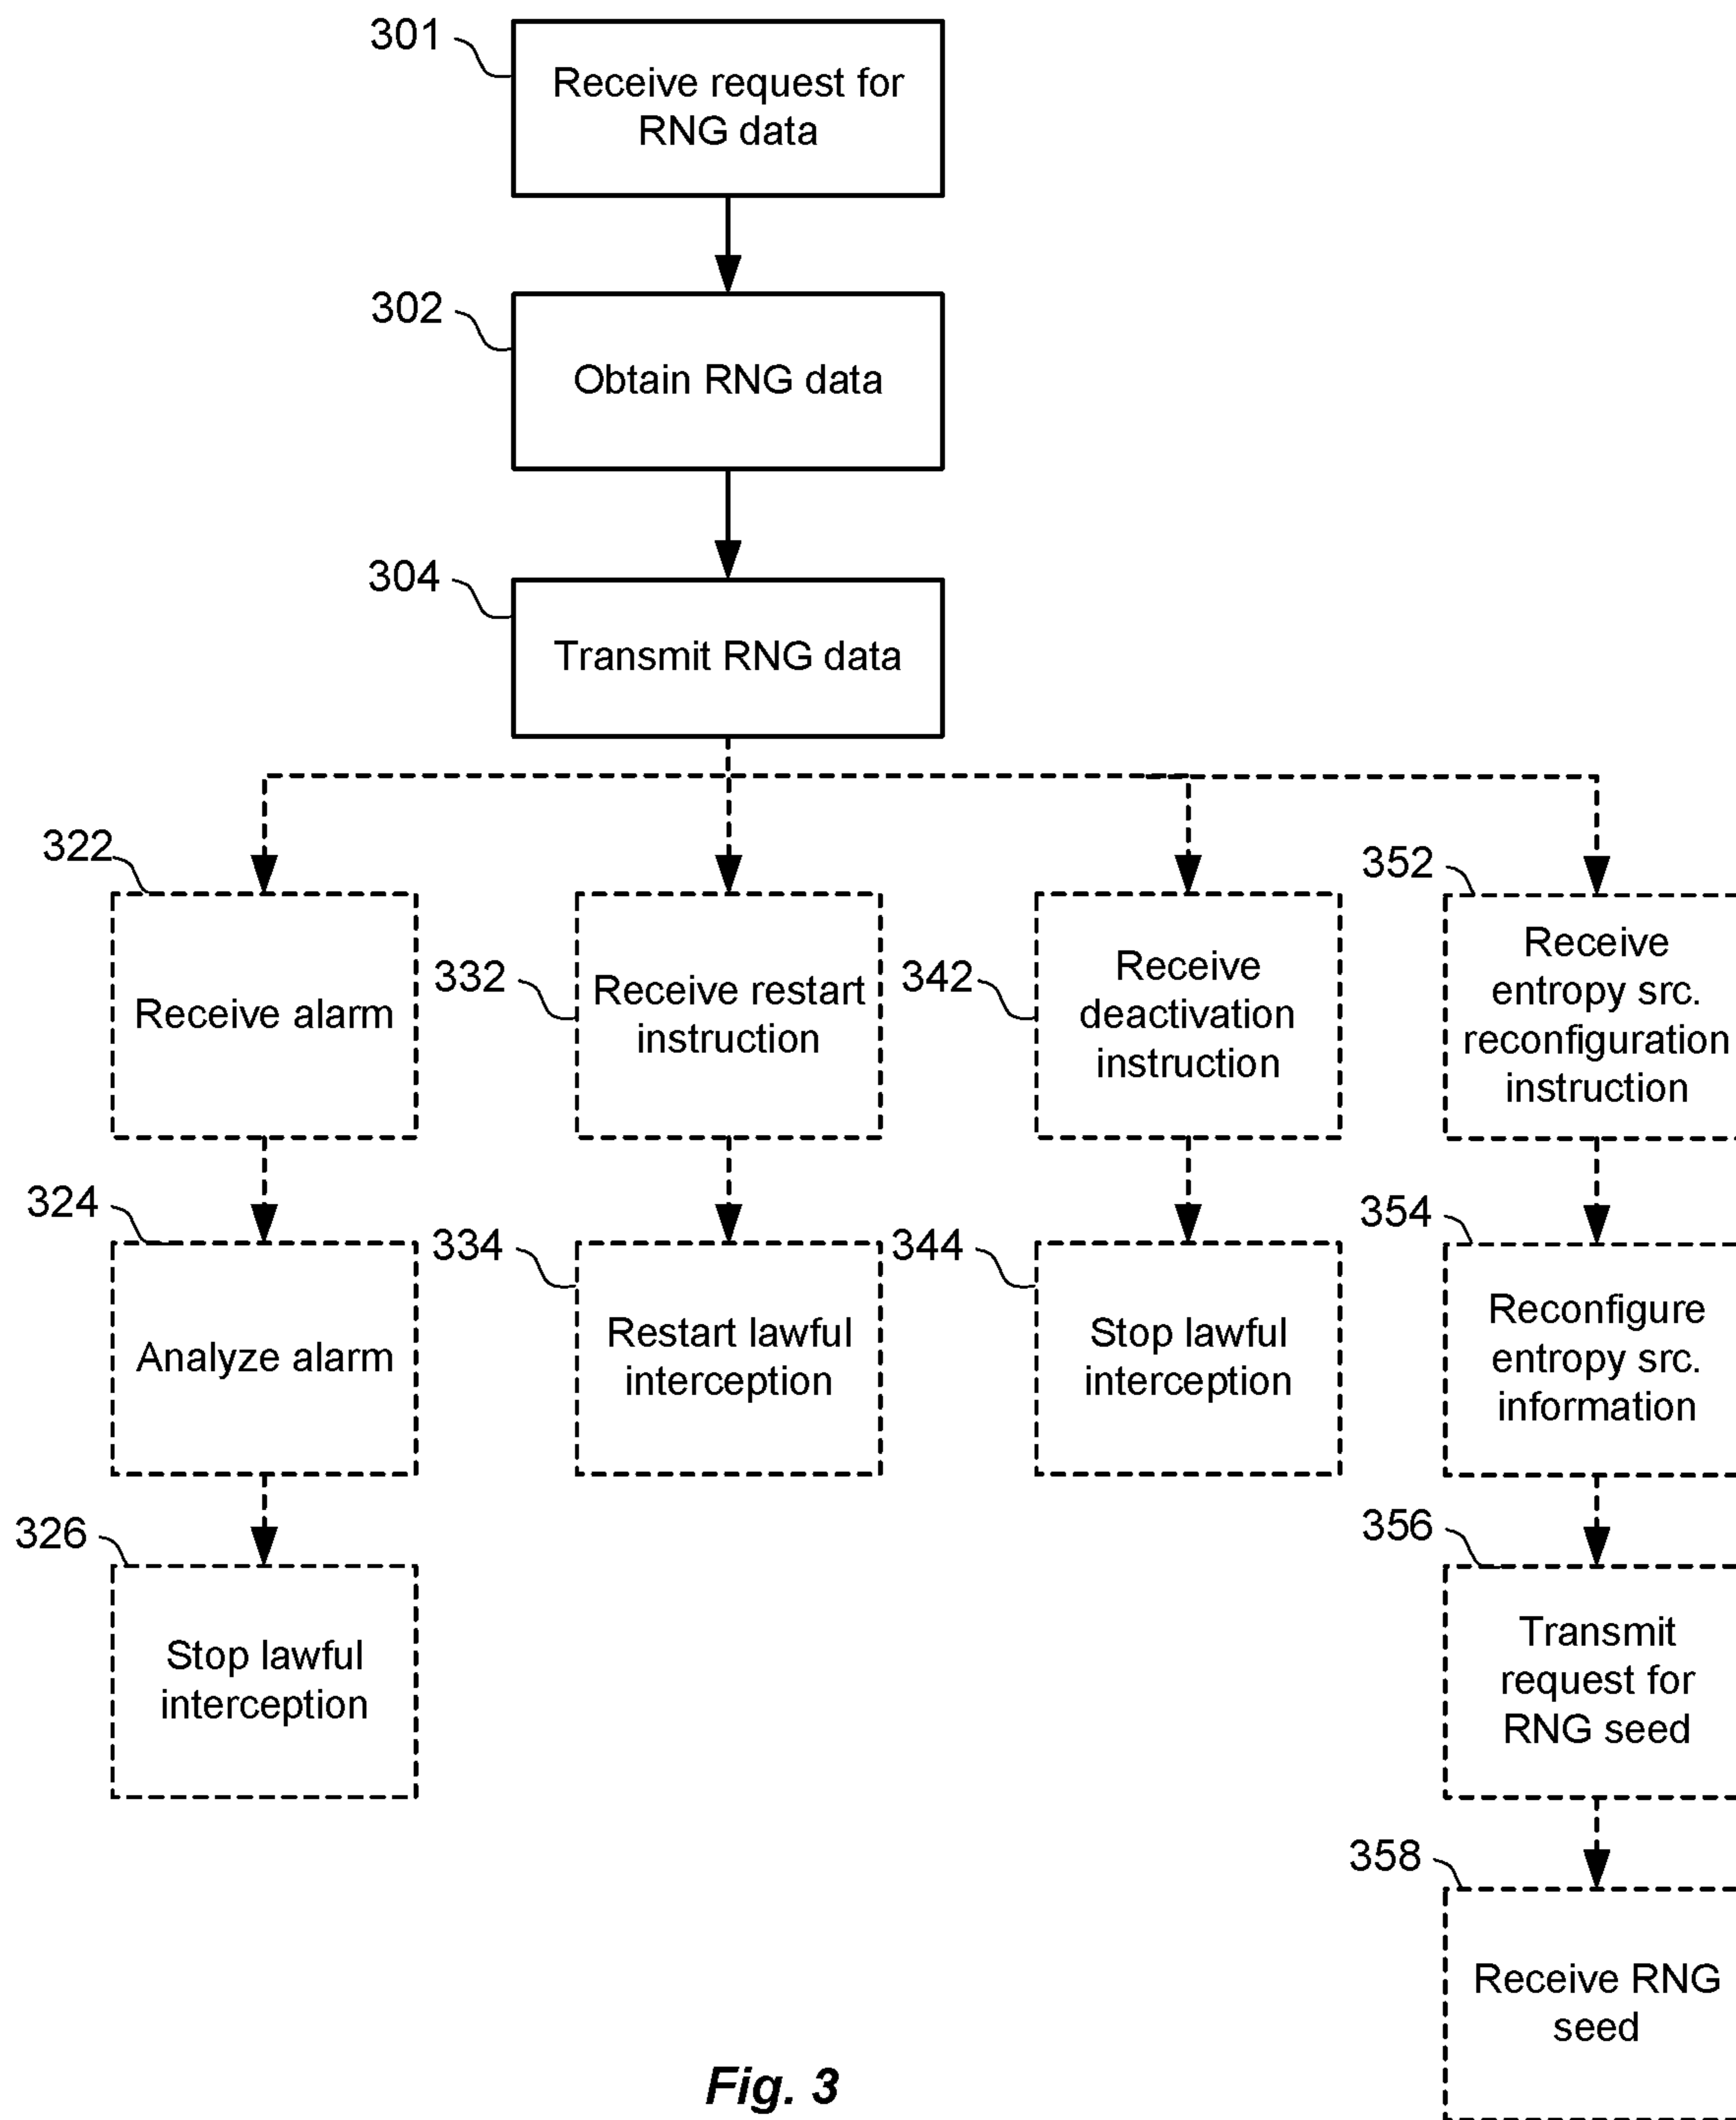 301
Receive request for
RNG data
302
Obtain RNG data
304
Transmit RNG data
322
Receive alarm
332
Receive restart
instruction
342
Receive
deactivation
instruction
352
Receive
entropy src.
reconfiguration
instruction
324
Analyze alarm
334
Restart lawful
interception
344
Stop lawful
interception
354
Reconfigure
entropy src.
information
326
Stop lawful
interception
356
Transmit
request for
RNG seed
358
Receive RNG
seed
Fig. 3